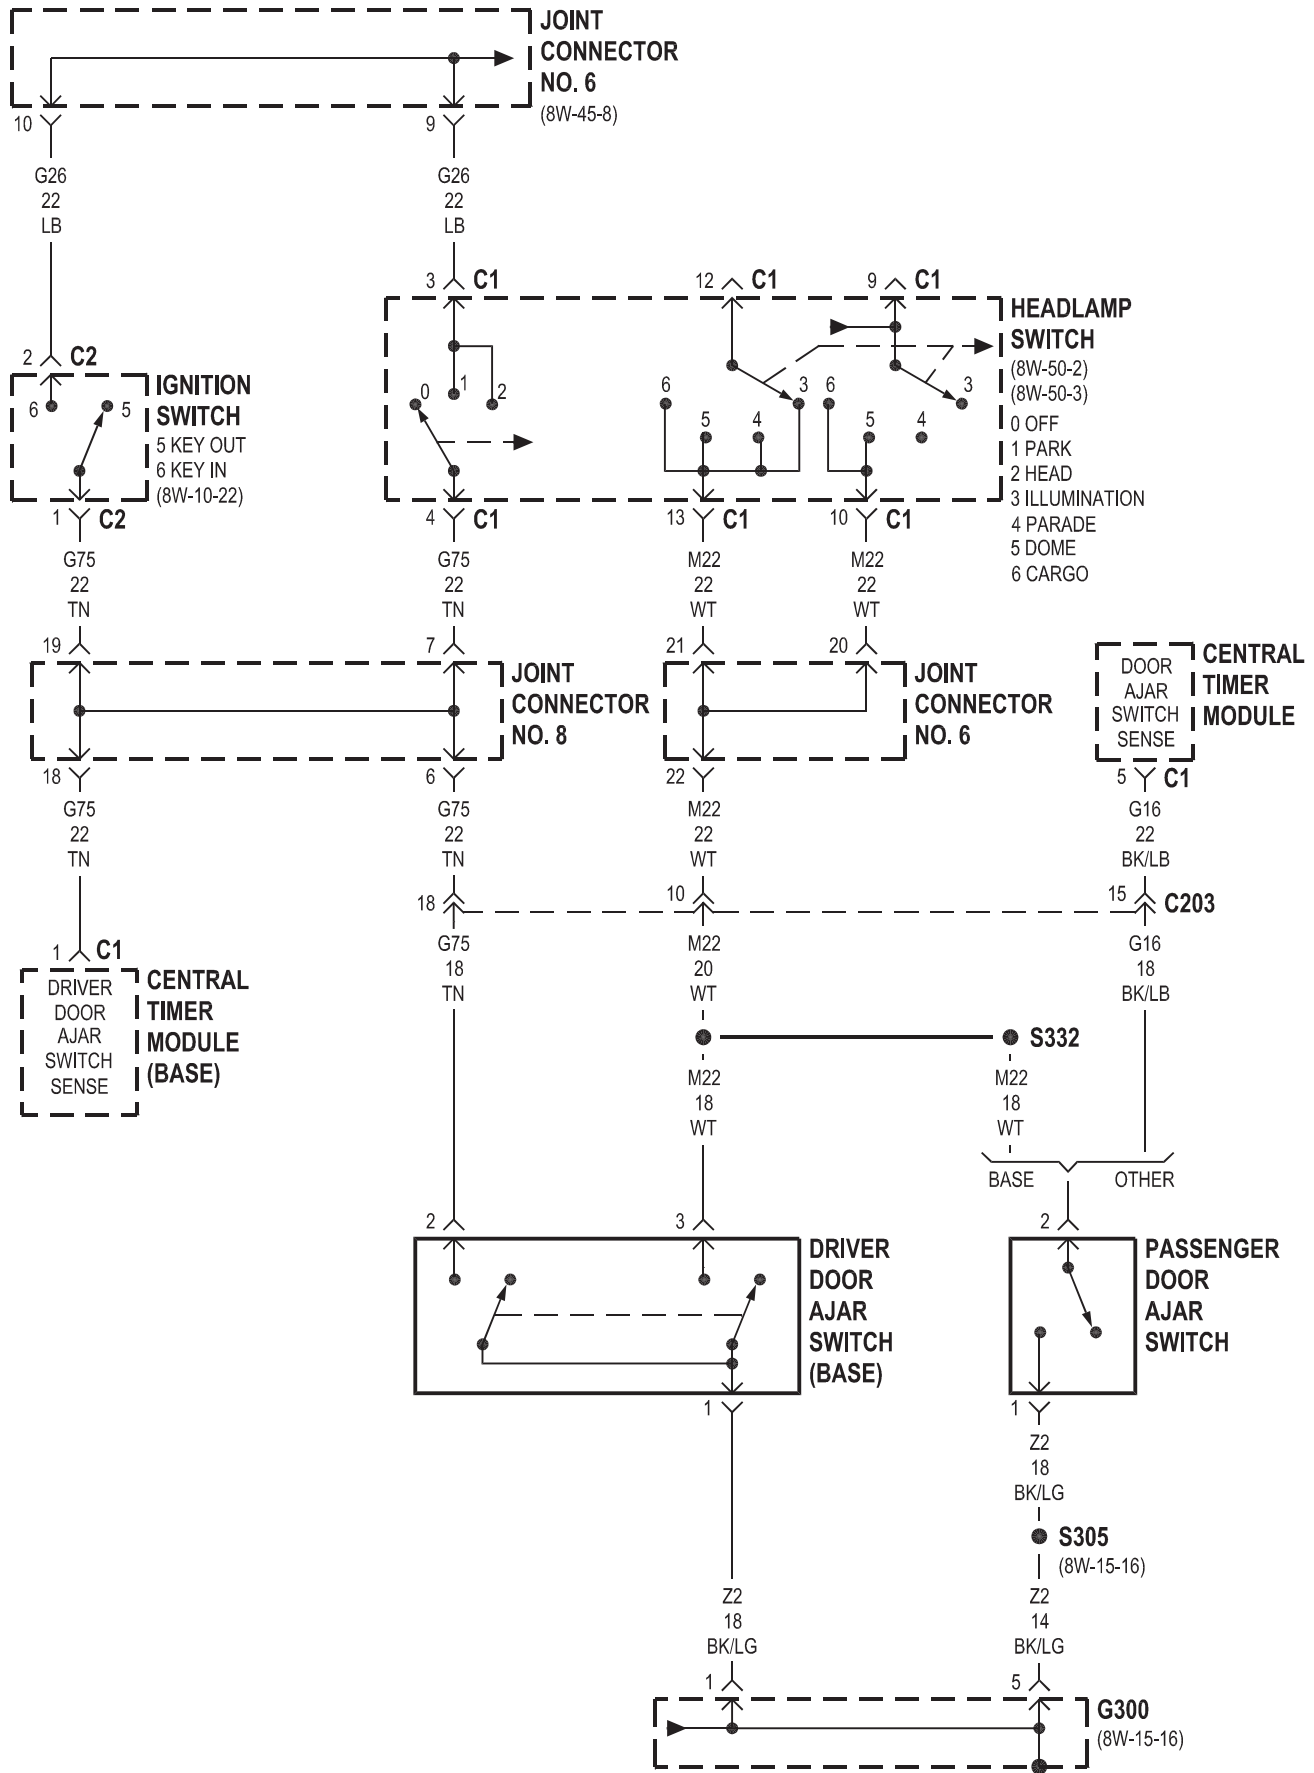 JOINT
CONNECTOR
NO. 6
(8W-45-8)
10
9
G26
22
LB
G26
22
LB
3
C1
12
C1
9
C1
HEADLAMP
SWITCH
(8W-50-2)
(8W-50-3)
0 OFF
1 PARK
2 HEAD
3 ILLUMINATION
4 PARADE
5 DOME
6 CARGO
2
C2
IGNITION
SWITCH
5 KEY OUT
6 KEY IN
(8W-10-22)
6
5
0
1
2
6
5
4
3
6
5
4
3
1
C2
4
C1
13
C1
10
C1
G75
22
TN
G75
22
TN
M22
22
WT
M22
22
WT
19
7
JOINT
CONNECTOR
NO. 8
21
20
JOINT
CONNECTOR
NO. 6
DOOR
AJAR
SWITCH
SENSE
CENTRAL
TIMER
MODULE
18
6
22
5
C1
G75
22
TN
G75
22
TN
M22
22
WT
G16
22
BK/LB
18
10
15
C203
1
C1
DRIVER
DOOR
AJAR
SWITCH
SENSE
CENTRAL
TIMER
MODULE
(BASE)
G75
18
TN
M22
20
WT
G16
18
BK/LB
S332
M22
18
WT
M22
18
WT
BASE
OTHER
2
3
2
DRIVER
DOOR
AJAR
SWITCH
(BASE)
PASSENGER
DOOR
AJAR
SWITCH
1
1
Z2
18
BK/LG
S305
(8W-15-16)
Z2
18
BK/LG
Z2
14
BK/LG
1
5
G300
(8W-15-16)